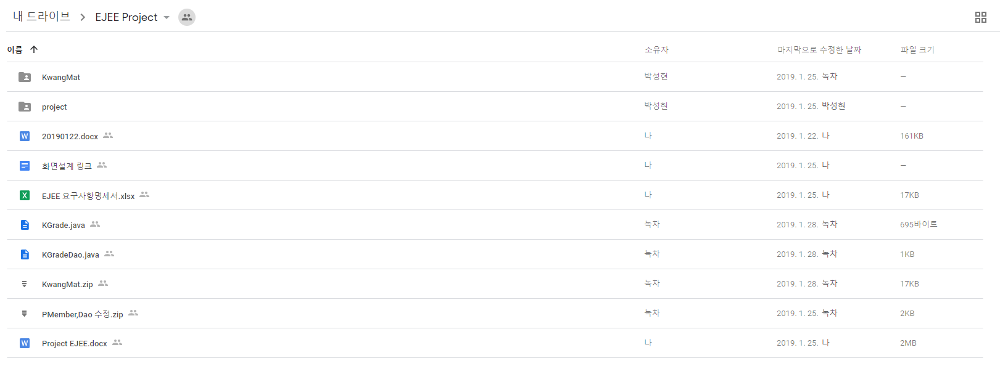 내 드라이브 > EJEE Project
이름 ↑ 소유자 마지막으로 수정한 날짜 파일 크기
KwangMat 박성현 2019. 1. 25. 녹차 —
project 박성현 2019. 1. 25. 박성현 —
20190122.docx 나 2019. 1. 22. 나 161KB
화면설계 링크 나 2019. 1. 25. 나 —
EJEE 요구사항명세서.xlsx 나 2019. 1. 25. 나 17KB
KGrade.java 녹차 2019. 1. 28. 녹차 695바이트
KGradeDao.java 녹차 2019. 1. 28. 녹차 1KB
KwangMat.zip 녹차 2019. 1. 28. 녹차 17KB
PMember,Dao 수정.zip 녹차 2019. 1. 25. 녹차 2KB
Project EJEE.docx 나 2019. 1. 25. 나 2MB